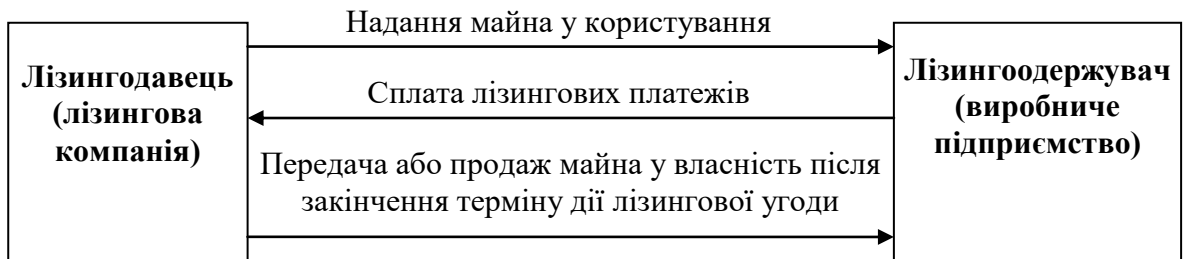 Лізингодавець
(лізингова
компанія)
Надання майна у користування
Сплата лізингових платежів
Передача або продаж майна у власність після
закінчення терміну дії лізингової угоди
Лізингоодержувач
(виробниче
підприємство)